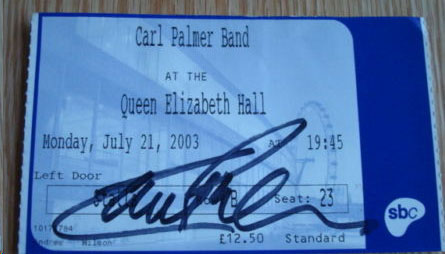 Carl Palmer Band
AT THE
Queen Elizabeth Hall
Monday, July 21, 2003 AT 19:45
Left Door
B Seat: 23
sbc
£12.50 Standard